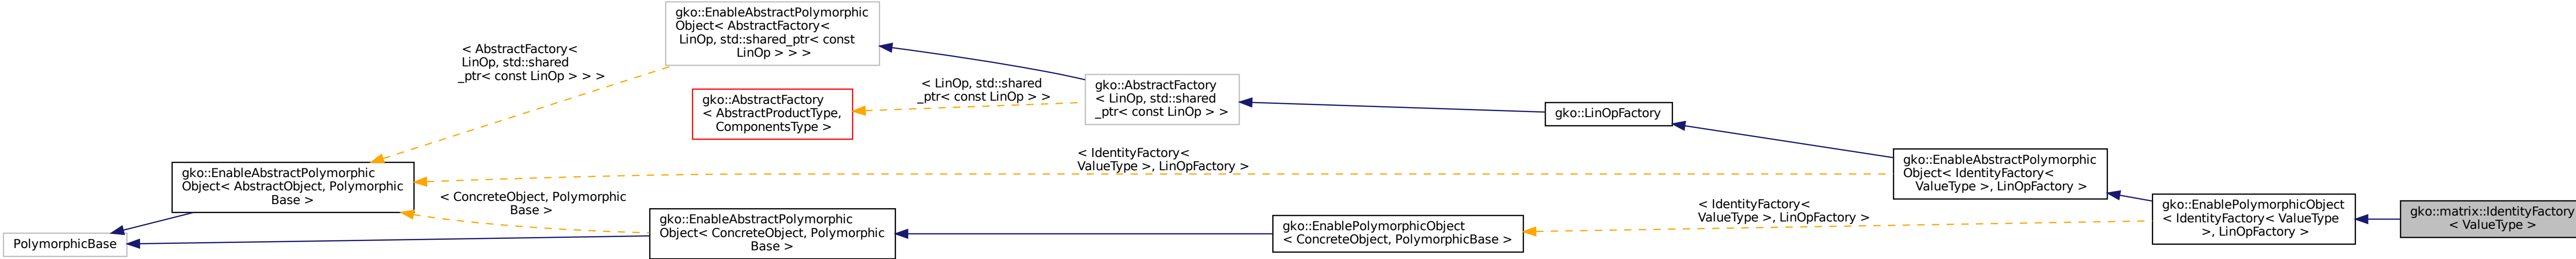 gko::EnableAbstractPolymorphic
Object< AbstractFactory<
LinOp, std::shared_ptr< const
LinOp > > >
< AbstractFactory<
LinOp, std::shared
_ptr< const LinOp > > >
gko::AbstractFactory
< AbstractProductType,
ComponentsType >
< LinOp, std::shared
_ptr< const LinOp > >
gko::AbstractFactory
< LinOp, std::shared
_ptr< const LinOp > >
gko::LinOpFactory
gko::EnableAbstractPolymorphic
Object< AbstractObject, Polymorphic
Base >
< IdentityFactory<
ValueType >, LinOpFactory >
gko::EnableAbstractPolymorphic
Object< IdentityFactory<
ValueType >, LinOpFactory >
PolymorphicBase
< ConcreteObject, Polymorphic
Base >
gko::EnableAbstractPolymorphic
Object< ConcreteObject, Polymorphic
Base >
gko::EnablePolymorphicObject
< ConcreteObject, PolymorphicBase >
< IdentityFactory<
ValueType >, LinOpFactory >
gko::EnablePolymorphicObject
< IdentityFactory< ValueType
>, LinOpFactory >
gko::matrix::IdentityFactory
< ValueType >